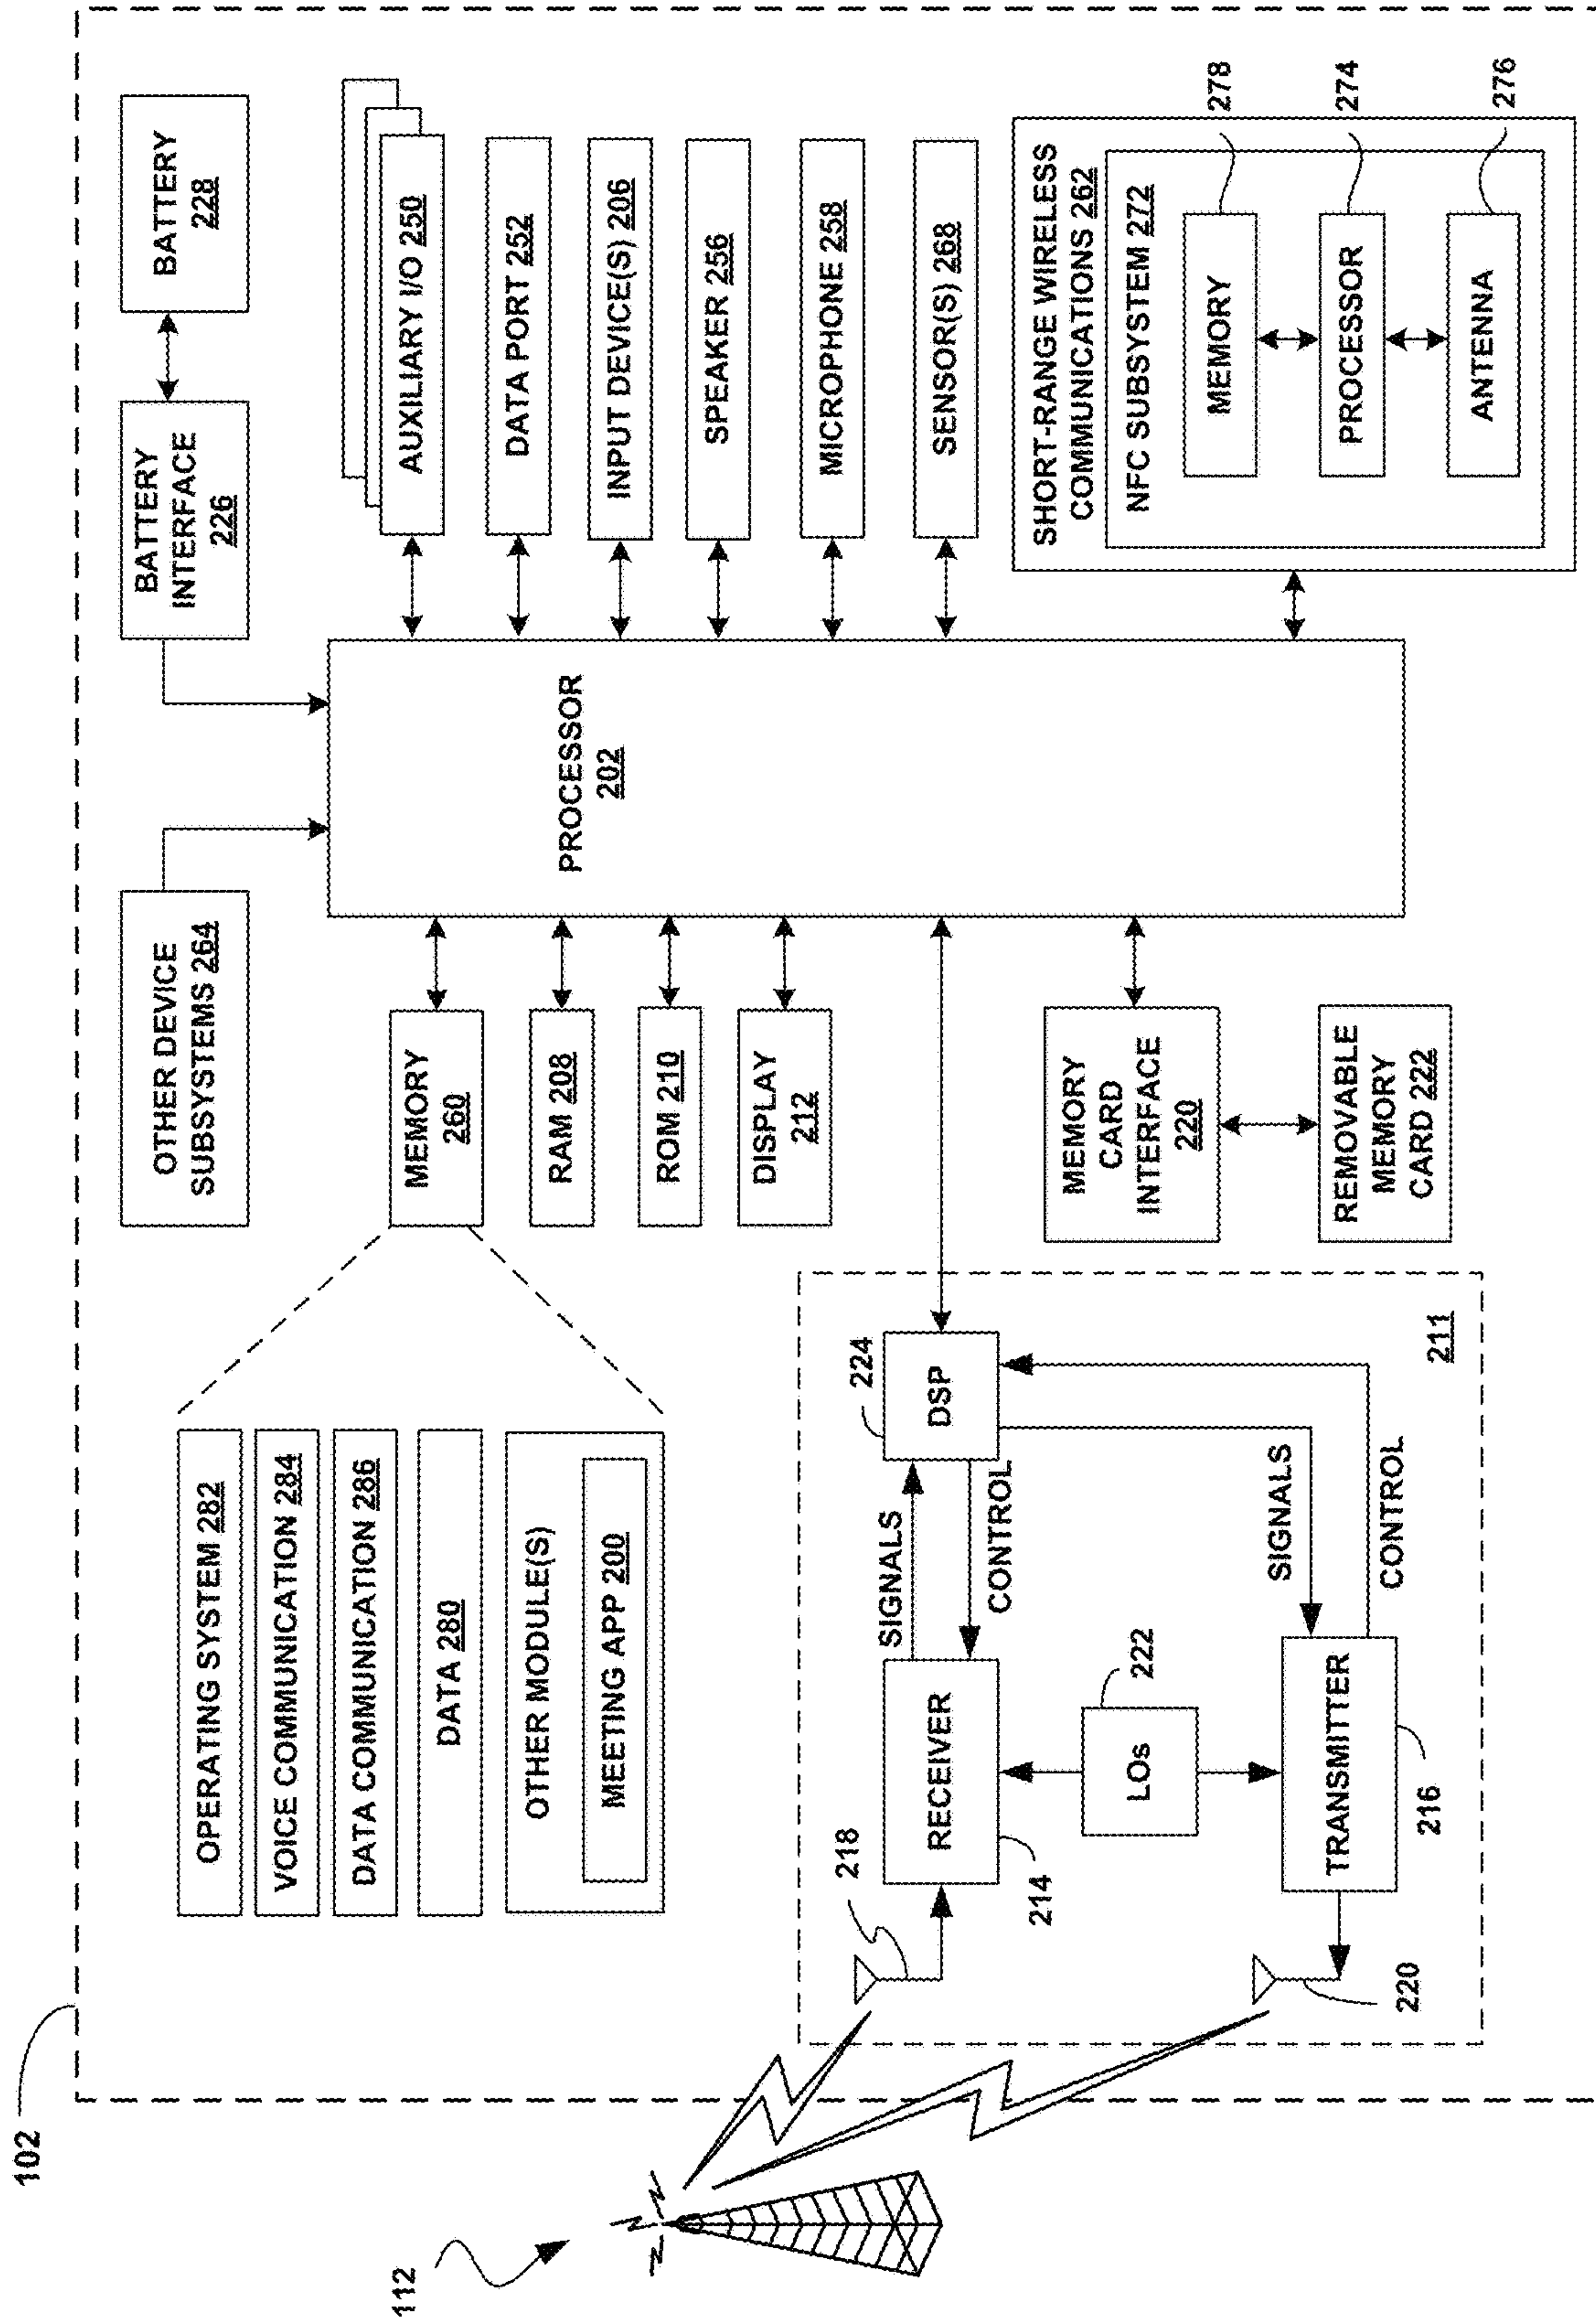 102
112
OTHER DEVICE
SUBSYSTEMS 264
BATTERY
INTERFACE
226
BATTERY
228
OPERATING SYSTEM 282
VOICE COMMUNICATION 284
DATA COMMUNICATION 286
DATA 280
OTHER MODULE(S)
MEETING APP 200
MEMORY
260
RAM 208
ROM 210
DISPLAY
212
PROCESSOR
202
AUXILIARY I/O 250
DATA PORT 252
INPUT DEVICE(S) 206
SPEAKER 256
MICROPHONE 258
SENSOR(S) 268
SHORT-RANGE WIRELESS
COMMUNICATIONS 262
NFC SUBSYSTEM 272
MEMORY
278
PROCESSOR
274
ANTENNA
276
MEMORY
CARD
INTERFACE
220
REMOVABLE
MEMORY
CARD 222
218
RECEIVER
214
SIGNALS
CONTROL
224
DSP
LOs
222
SIGNALS
CONTROL
TRANSMITTER
216
220
211